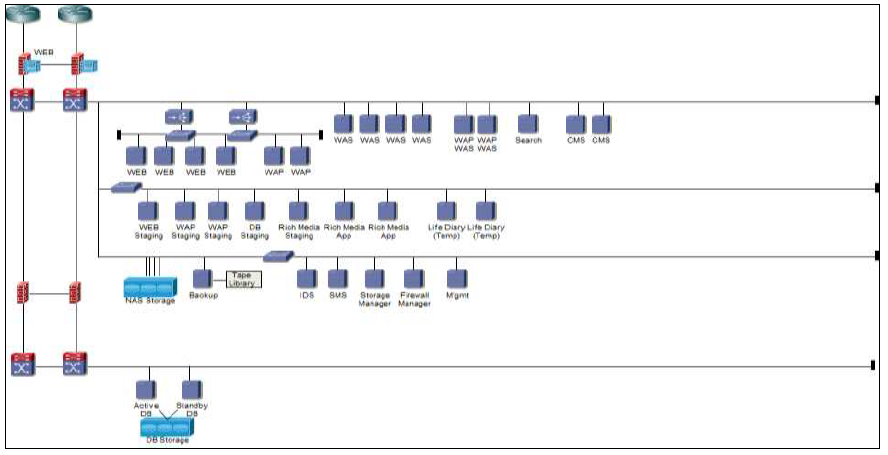 WEB
WAS WAS WAS WAS WAP WAS WAP WAS Search CMS CMS
WEB WEB WEB WEB WAP WAP
WEB Staging
WAP Staging
WAP Staging
DB Staging
Rich Media Staging
Rich Media App
Rich Media App
Life Diary (Temp)
Life Diary (Temp)
NAS Storage
Backup
Tape Library
IDS
SMS
Storage Manager
Firewall Manager
Mgmt
Active DB
Standby DB
DB Storage